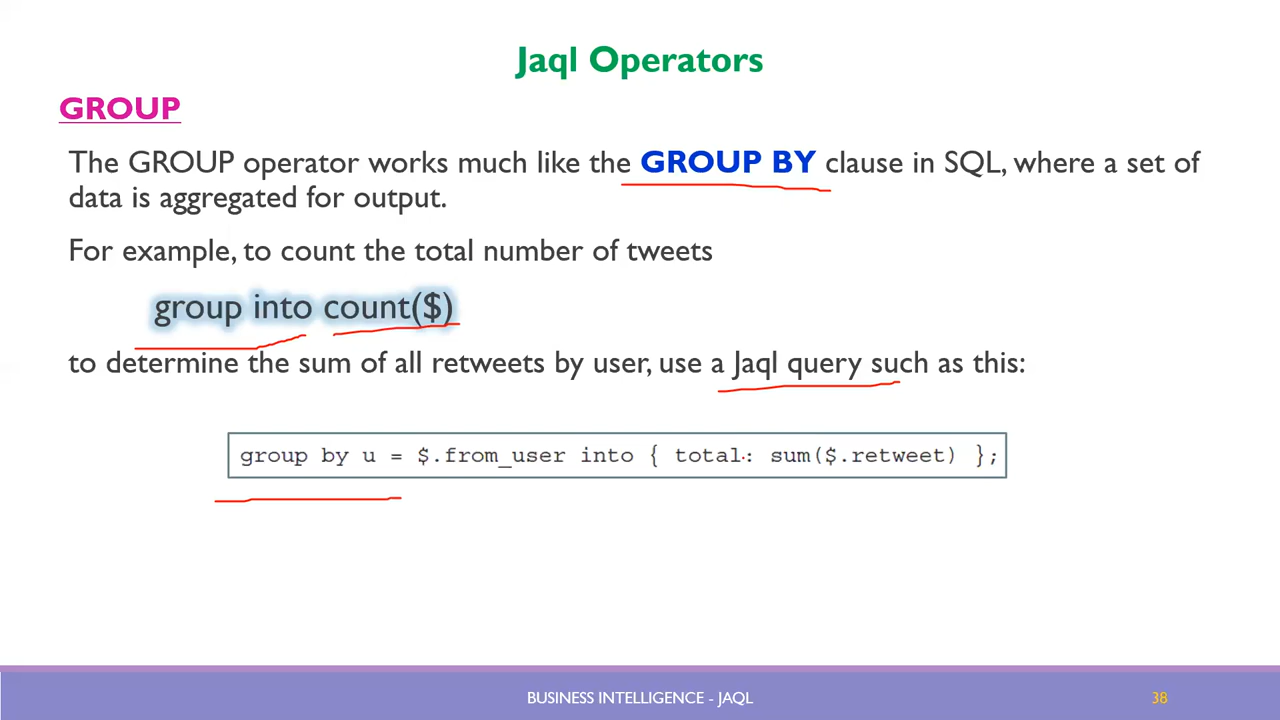 Jaql Operators
GROUP
The GROUP operator works much like the GROUP BY clause in SQL, where a set of
data is aggregated for output.
For example, to count the total number of tweets
group into count($)
to determine the sum of all retweets by user, use a Jaql query such as this:
group by u = $.from_user into { total: sum($.retweet) };
BUSINESS INTELLIGENCE - JAQL
38